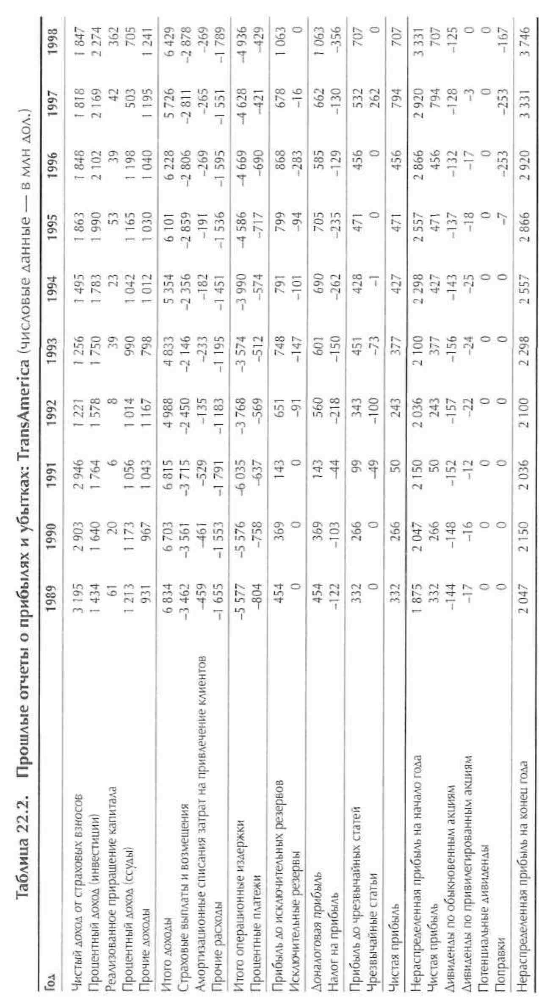 Таблица 22.2. Прошлые отчеты о прибылях и убытках: TransAmerica (числовые данные — в млн дол.)
Год 1989 1990 1991 1992 1993 1994 1995 1996 1997 1998
Чистый доход от страховых взносов 3 195 2 903 2 946 1 221 1 256 1 495 1 863 1 848 1 818 1 847
Процентный доход (инвестиции) 1 434 1 640 1 764 1 578 1 750 1 783 1 990 2 102 2 169 2 274
Реализованное приращение капитала 61 20 6 8 39 23 53 39 42 362
Процентный доход (ссуды) 1 213 1 173 1 056 1 014 990 1 042 1 165 1 198 503 705
Прочие доходы 931 967 1 043 1 167 798 1 012 1 030 1 040 1 195 1 241
Итого доходы 6 834 6 703 6 815 4 988 4 833 5 354 6 101 6 228 5 726 6 429
Страховые выплаты и возмещения –3 462 –3 561 –3 715 –2 450 –2 146 –2 356 –2 859 –2 806 –2 811 –2 878
Амортизационные списания затрат на привлечение клиентов –459 –461 –529 –135 –233 –182 –191 –269 –265 –269
Прочие расходы –1 655 –1 553 –1 791 –1 183 –1 195 –1 451 –1 536 –1 595 –1 551 –1 789
Итого операционные издержки –5 577 –5 576 –6 035 –3 768 –3 574 –3 990 –4 586 –4 669 –4 628 –4 936
Процентные платежи –804 –758 –637 –569 –512 –574 –717 –690 –421 –429
Прибыль до исключительных резервов 454 369 143 651 748 791 799 868 678 1 063
Исключительные резервы 0 0 0 –91 –147 –101 –94 –283 –16 0
Доналоговая прибыль 454 369 143 560 601 690 705 585 662 1 063
Налог на прибыль –122 –103 –44 –218 –150 –262 –235 –129 –130 –356
Прибыль до чрезвычайных статей 332 266 99 343 451 428 471 456 532 707
Чрезвычайные статьи 0 0 –49 –100 –73 –1 0 0 262 0
Чистая прибыль 332 266 50 243 377 427 471 456 794 707
Нераспределенная прибыль на начало года 1 875 2 047 2 150 2 036 2 100 2 298 2 557 2 866 2 920 3 331
Чистая прибыль 332 266 50 243 377 427 471 456 794 707
Дивиденды по обыкновенным акциям –144 –148 –152 –157 –156 –143 –137 –132 –128 –125
Дивиденды по привилегированным акциям –17 –16 –12 –22 –24 –25 –18 –17 –3 0
Потенциальные дивиденды 0 0 0 0 0 0 0 0 0 0
Поправки 0 0 0 0 0 0 –7 –253 –253 –167
Нераспределенная прибыль на конец года 2 047 2 150 2 036 2 100 2 298 2 557 2 866 2 920 3 331 3 746